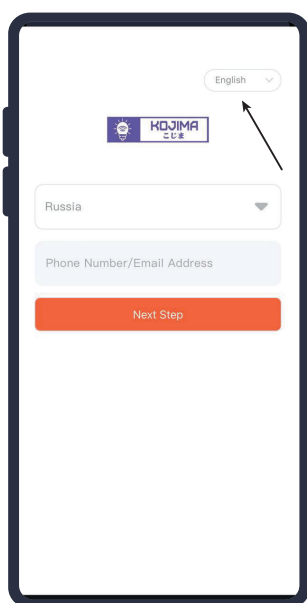 English
KOJIMA
こじま
Russia
Phone Number/Email Address
Next Step